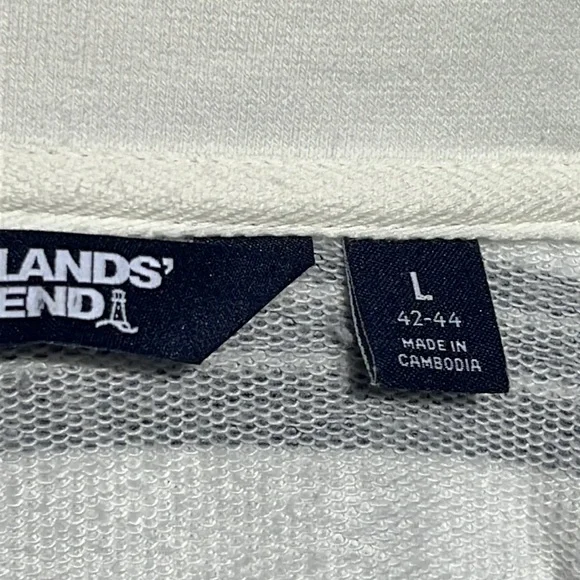 LANDS'
END
L
42-44
MADE IN
CAMBODIA